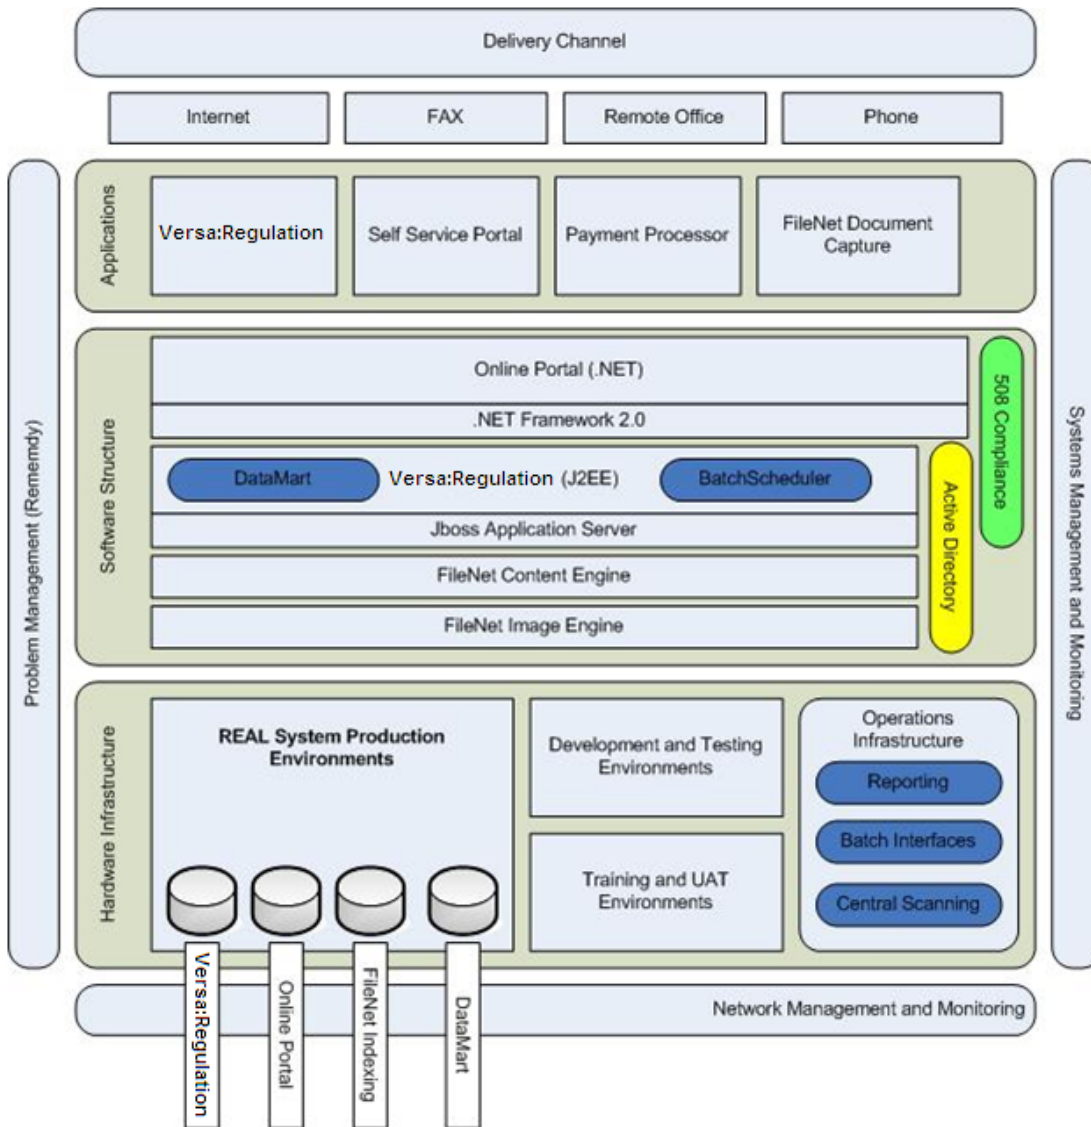 Delivery Channel
Internet
FAX
Remote Office
Phone
Problem Management (Rememdy)
Systems Management and Monitoring
Applications
Versa:Regulation
Self Service Portal
Payment Processor
FileNet Document
Capture
Software Structure
Online Portal (.NET)
.NET Framework 2.0
508 Compliance
DataMart
Versa:Regulation (J2EE)
BatchScheduler
Active Directory
Jboss Application Server
FileNet Content Engine
FileNet Image Engine
Hardware Infrastructure
REAL System Production
Environments
Development and Testing
Environments
Training and UAT
Environments
Operations
Infrastructure
Reporting
Batch Interfaces
Central Scanning
Versa:Regulation
Online Portal
FileNet Indexing
DataMart
Network Management and Monitoring